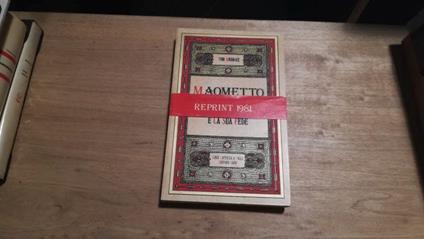 TOR ANDRAE
MAOMETTO
REPRINT 1981
E LA SUA FEDE